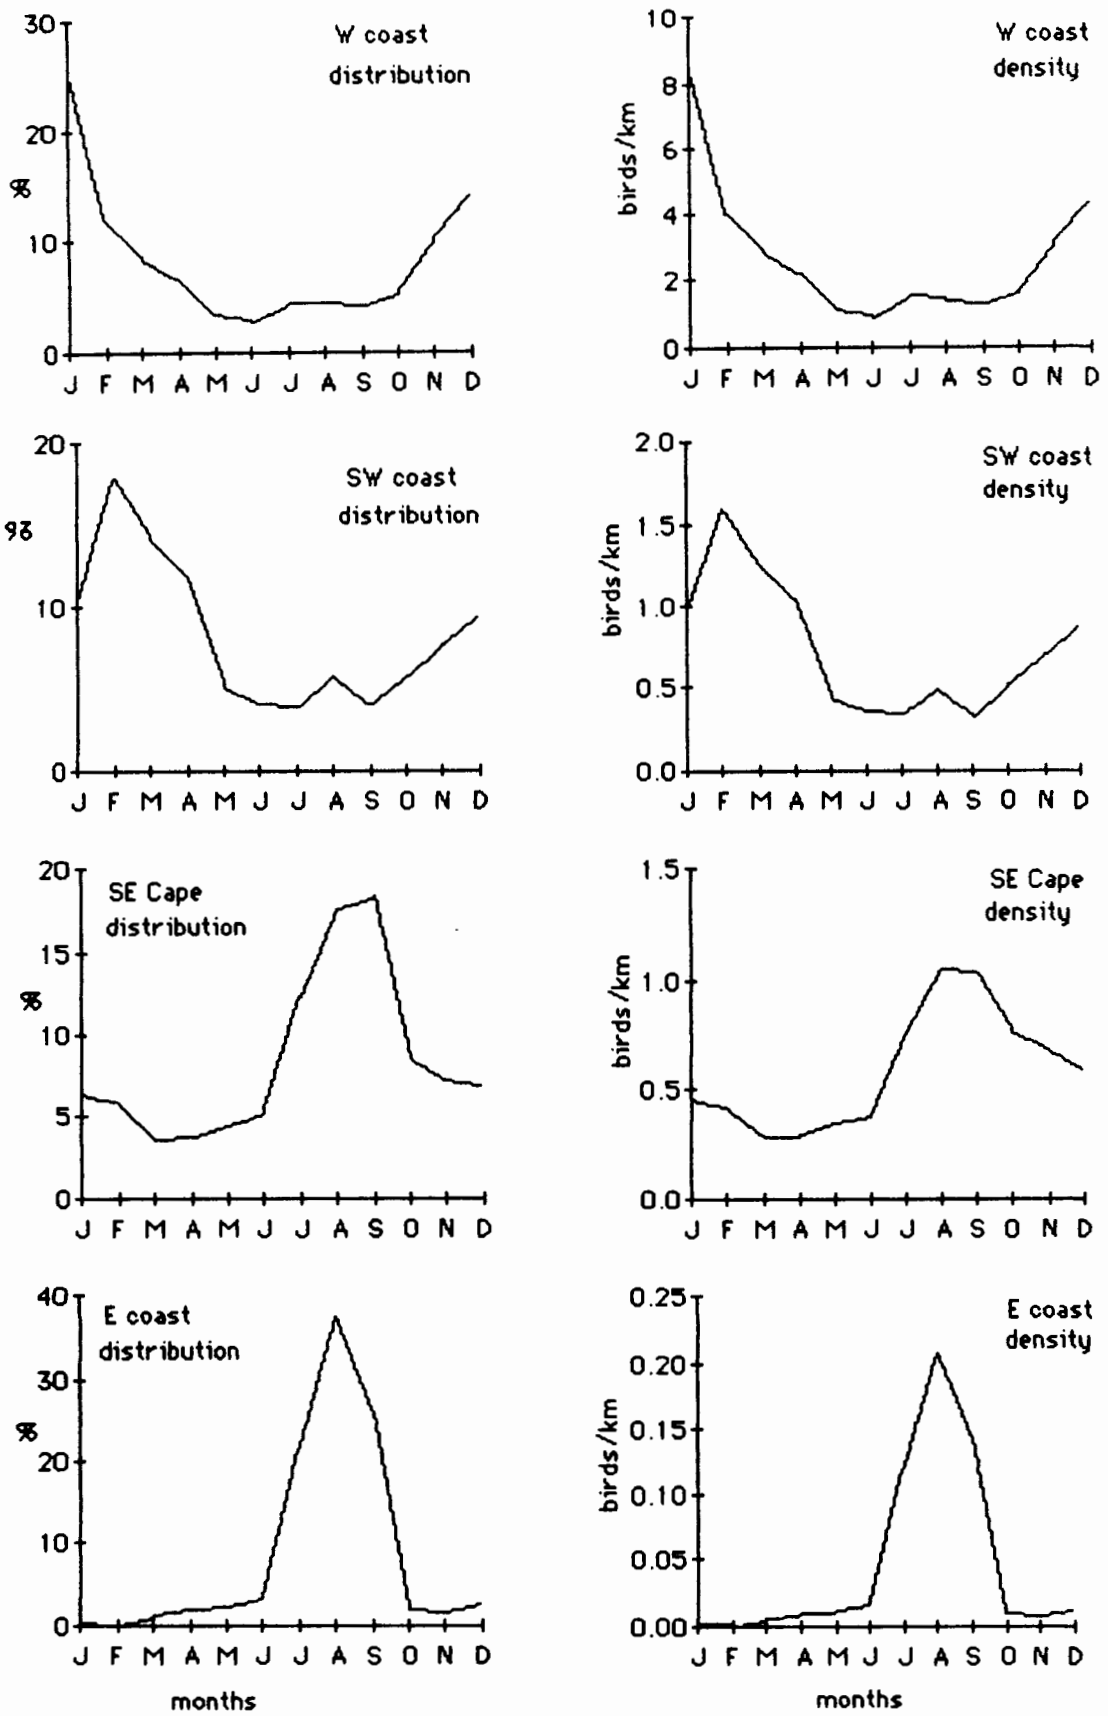 30
20
10
0
%
W coast
distribution
J F M A M J J A S O N D
10
8
6
4
2
0
birds/km
W coast
density
J F M A M J J A S O N D
20
10
0
%
SW coast
distribution
J F M A M J J A S O N D
2.0
1.5
1.0
0.5
0.0
birds/km
SW coast
density
J F M A M J J A S O N D
20
15
10
5
0
%
SE Cape
distribution
J F M A M J J A S O N D
1.5
1.0
0.5
0.0
birds/km
SE Cape
density
J F M A M J J A S O N D
40
30
20
10
0
%
E coast
distribution
J F M A M J J A S O N D
months
0.25
0.20
0.15
0.10
0.05
0.00
birds/km
E coast
density
J F M A M J J A S O N D
months